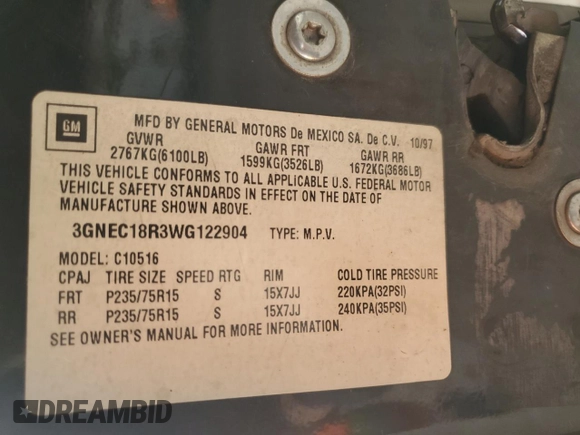 GM
MFD BY GENERAL MOTORS De MEXICO SA. De C.V. 10/97
GVWR GAWR FRT GAWR RR
2767KG(6100LB) 1599KG(3526LB) 1672KG(3686LB)
THIS VEHICLE CONFORMS TO ALL APPLICABLE U.S. FEDERAL MOTOR
VEHICLE SAFETY STANDARDS IN EFFECT ON THE DATE OF
MANUFACTURE SHOWN ABOVE.
3GNEC18R3WG122904 TYPE: M.P.V.
MODEL: C10516
CPAJ TIRE SIZE SPEED RTG RIM COLD TIRE PRESSURE
FRT P235/75R15 S 15X7JJ 220KPA(32PSI)
RR P235/75R15 S 15X7JJ 240KPA(35PSI)
SEE OWNER'S MANUAL FOR MORE INFORMATION.
DREAMBID